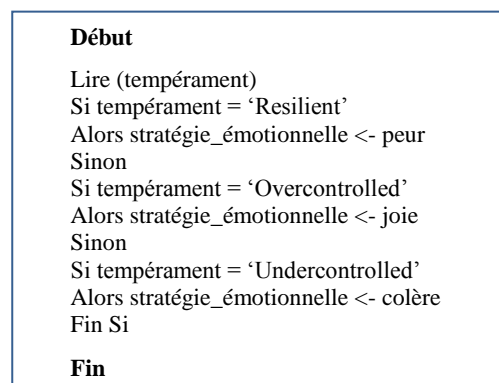 Début
Lire (tempérament)
Si tempérament = ‘Resilient’
Alors stratégie_émotionnelle <- peur
Sinon
Si tempérament = ‘Overcontrolled’
Alors stratégie_émotionnelle <- joie
Sinon
Si tempérament = ‘Undercontrolled’
Alors stratégie_émotionnelle <- colère
Fin Si
Fin